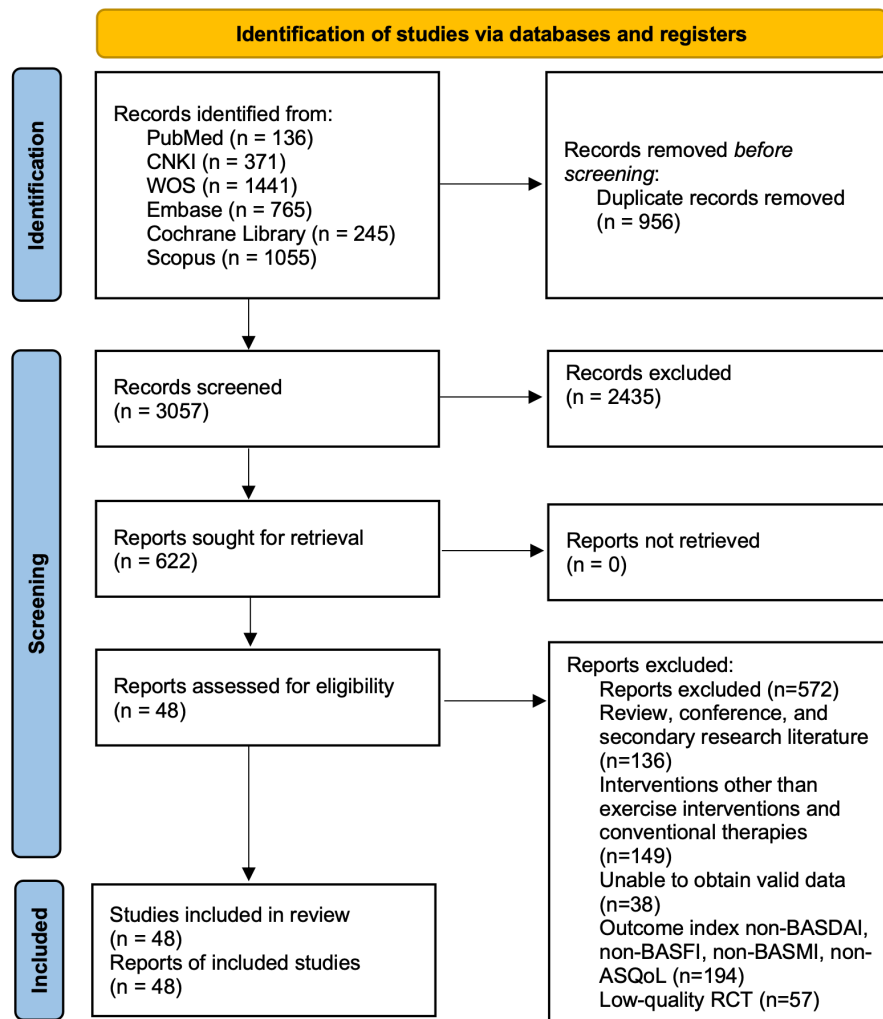 Identification of studies via databases and registers
Identification
Records identified from:
PubMed (n = 136)
CNKI (n = 371)
WOS (n = 1441)
Embase (n = 765)
Cochrane Library (n = 245)
Scopus (n = 1055)
Records removed before
screening:
Duplicate records removed
(n = 956)
Screening
Records screened
(n = 3057)
Records excluded
(n = 2435)
Reports sought for retrieval
(n = 622)
Reports not retrieved
(n = 0)
Reports assessed for eligibility
(n = 48)
Reports excluded:
Reports excluded (n=572)
Review, conference, and
secondary research literature
(n=136)
Interventions other than
exercise interventions and
conventional therapies
(n=149)
Unable to obtain valid data
(n=38)
Outcome index non-BASDAI,
non-BASFI, non-BASMI, non-
ASQoL (n=194)
Low-quality RCT (n=57)
Included
Studies included in review
(n = 48)
Reports of included studies
(n = 48)